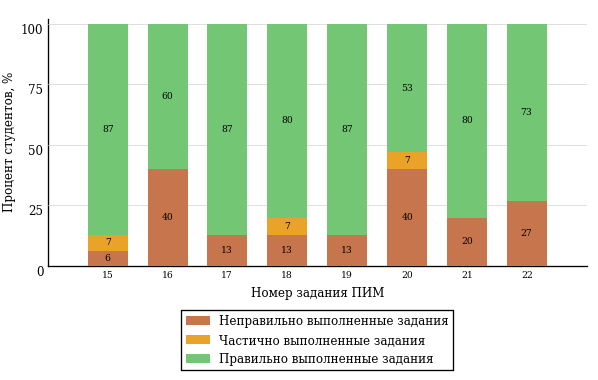 Процент студентов, %
100
75
50
25
0
87 60 87 80 87 53 80 73
7 7 7
6 40 13 13 13 40 20 27
15 16 17 18 19 20 21 22
Номер задания ПИМ
Неправильно выполненные задания
Частично выполненные задания
Правильно выполненные задания